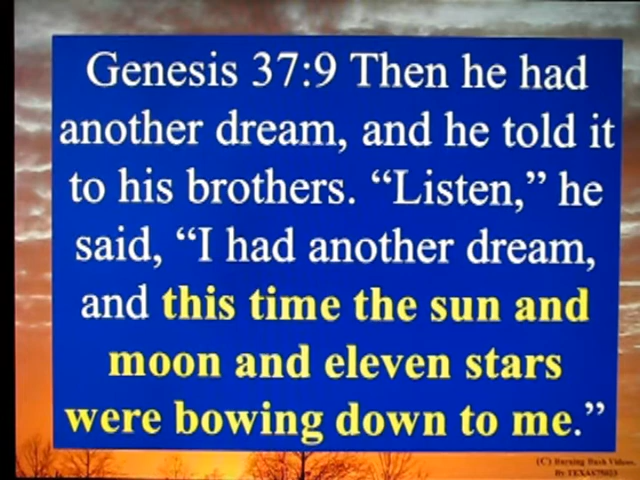 Genesis 37:9 Then he had
another dream, and he told it
to his brothers. “Listen,” he
said, “I had another dream,
and this time the sun and
moon and eleven stars
were bowing down to me.”
(C) Burning Bush Videos.
By TEXAS75023